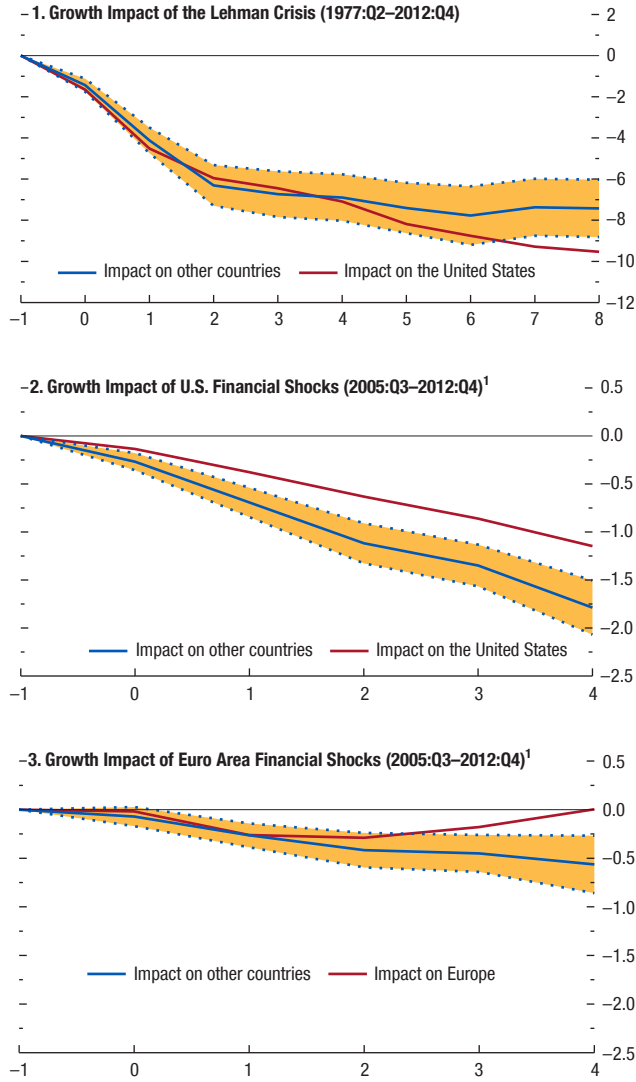 1. Growth Impact of the Lehman Crisis (1977:Q2–2012:Q4)
2
0
–2
–4
–6
–8
–10
–12
Impact on other countries Impact on the United States
–1 0 1 2 3 4 5 6 7 8
2. Growth Impact of U.S. Financial Shocks (2005:Q3–2012:Q4)1
0.5
0.0
–0.5
–1.0
–1.5
–2.0
Impact on other countries Impact on the United States
–2.5
–1 0 1 2 3 4
3. Growth Impact of Euro Area Financial Shocks (2005:Q3–2012:Q4)1
0.5
0.0
–0.5
–1.0
–1.5
Impact on other countries Impact on Europe
–2.0
–2.5
–1 0 1 2 3 4